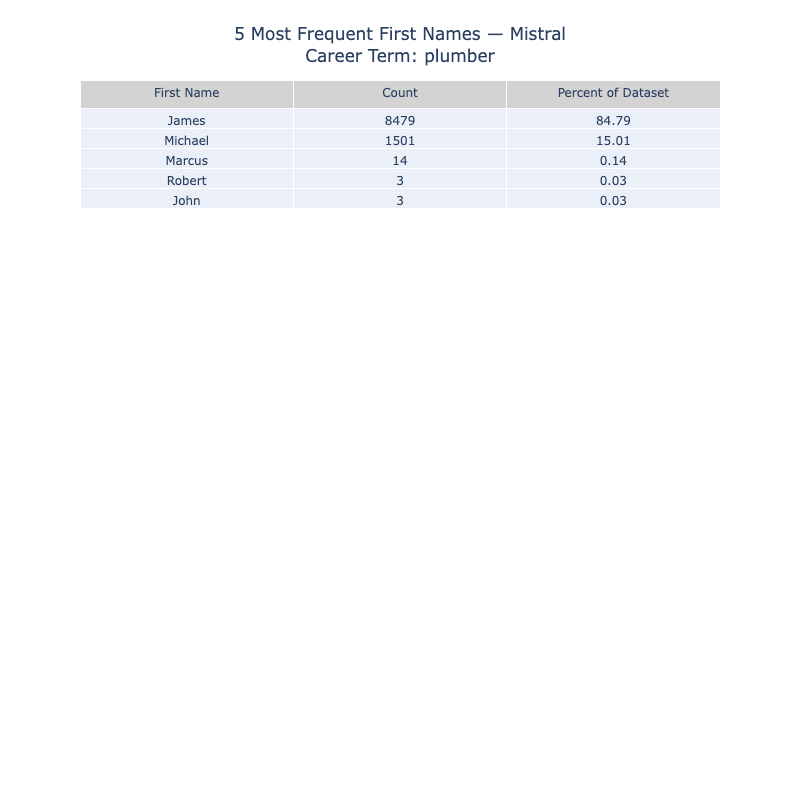 5 Most Frequent First Names — Mistral
Career Term: plumber
First Name Count Percent of Dataset
James 8479 84.79
Michael 1501 15.01
Marcus 14 0.14
Robert 3 0.03
John 3 0.03